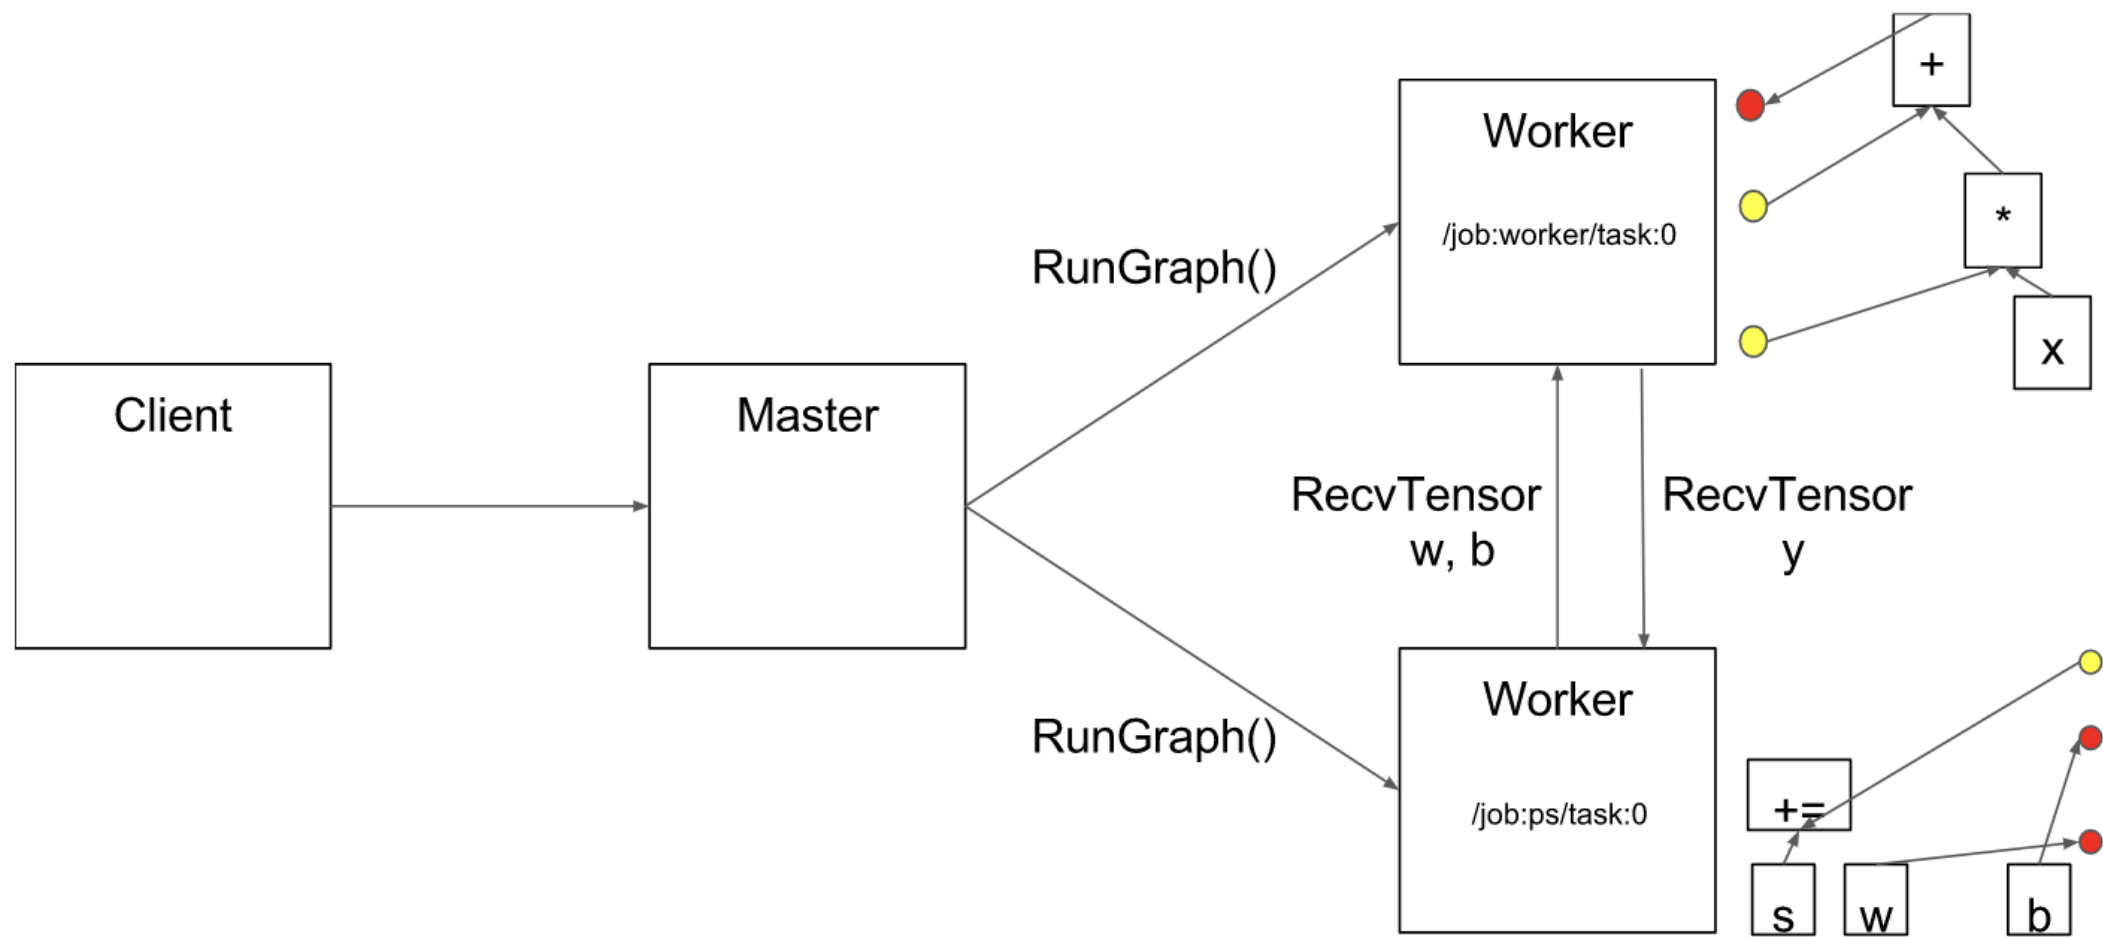 Client
Master
RunGraph()
RunGraph()
Worker
/job:worker/task:0
RecvTensor
w, b
RecvTensor
y
Worker
/job:ps/task:0
+
*
x
+=
s
w
b